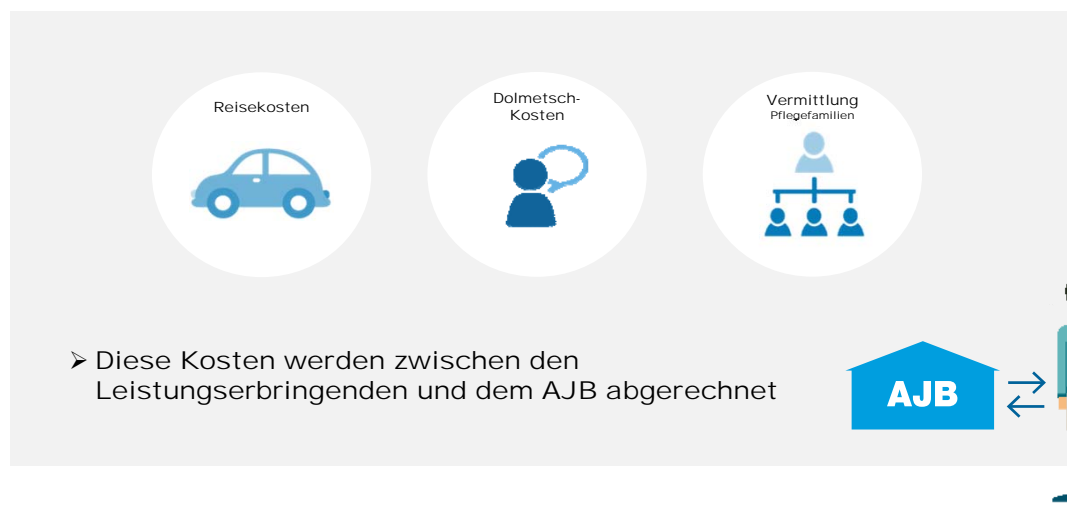 Reisekosten
Dolmetsch-
Kosten
Vermittlung
Pflegefamilien
➢ Diese Kosten werden zwischen den
Leistungserbringenden und dem AJB abgerechnet
AJB